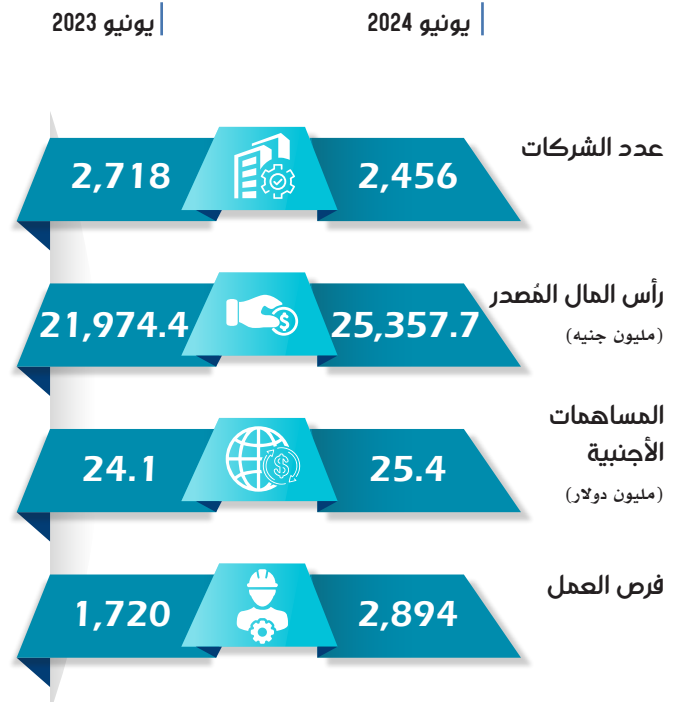 يونيو 2024
يونيو 2023
عدد الشركات
2,456
2,718
رأس المال المُصدر
(مليون جنيه)
25,357.7
21,974.4
المساهمات
الأجنبية
(مليون دولار)
25.4
24.1
فرص العمل
2,894
1,720